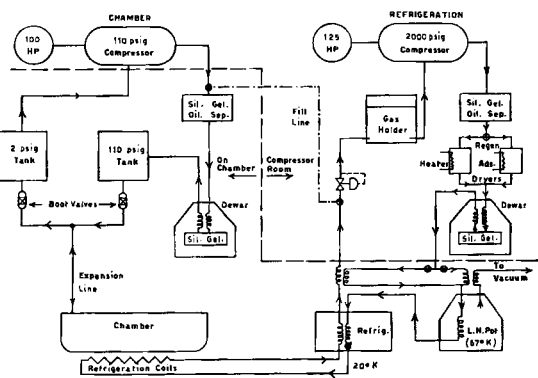 CHAMBER
100
HP
110 psig
Compressor
Sil. Gel.
Oil Sep.
2 psig
Tank
110 psig
Tank
Boot Valves
Expansion
Line
Chamber
Refrigeration Coils
Dewar
Sil. Gel.
On
Chamber
Compressor
Room
Fill
Line
REFRIGERATION
125
HP
2000 psig
Compressor
Gas
Holder
Sil. Gel.
Oil Sep.
Regen
Heater
Ads.
Dryers
Dewar
Sil. Gel.
To
Vacuum
Refrig.
20°K
L.N. Pot
(67°K)